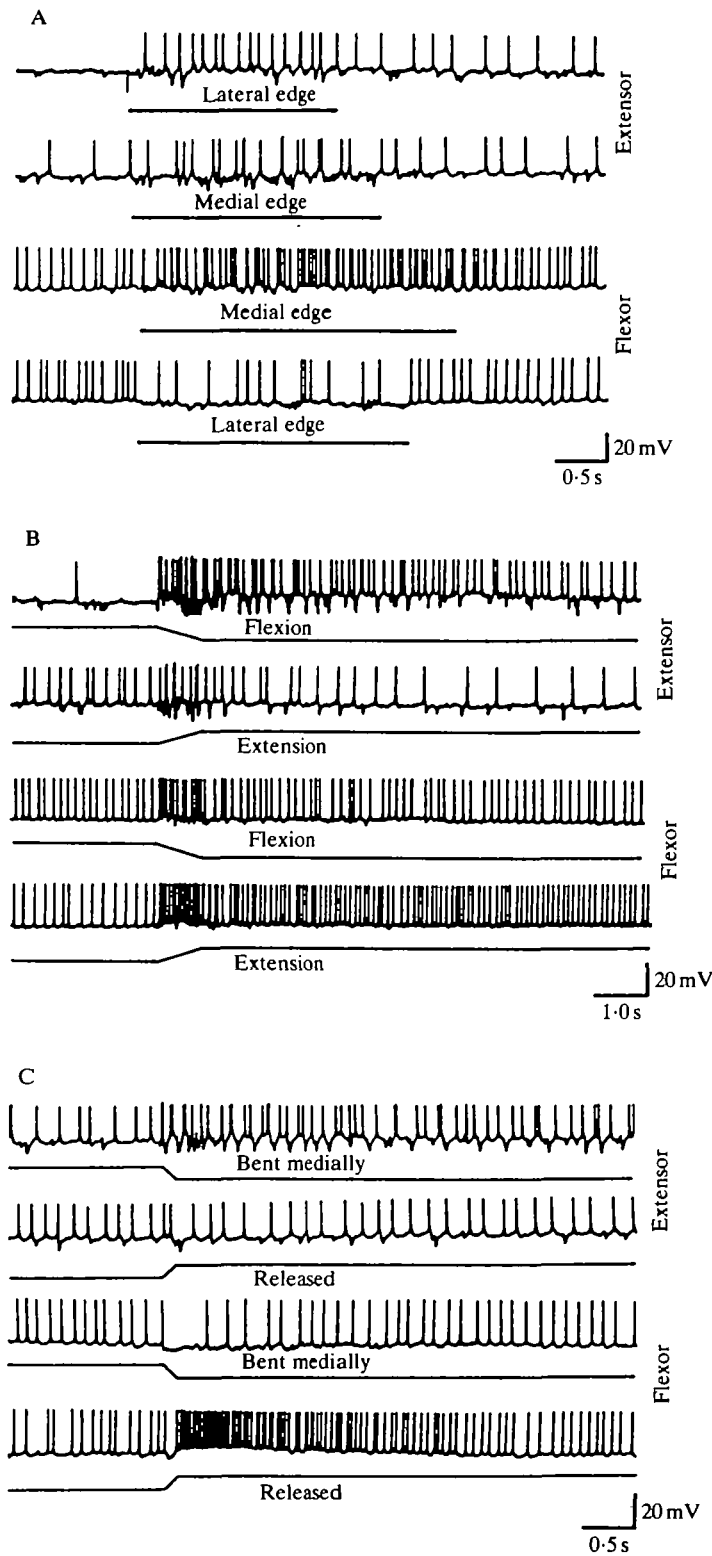 A
Lateral edge
Extensor
Medial edge
Medial edge
Flexor
Lateral edge
20 mV
0·5 s
B
Flexion
Extensor
Extension
Flexion
Flexor
Extension
20 mV
1·0 s
C
Bent medially
Extensor
Released
Bent medially
Flexor
Released
20 mV
0·5 s